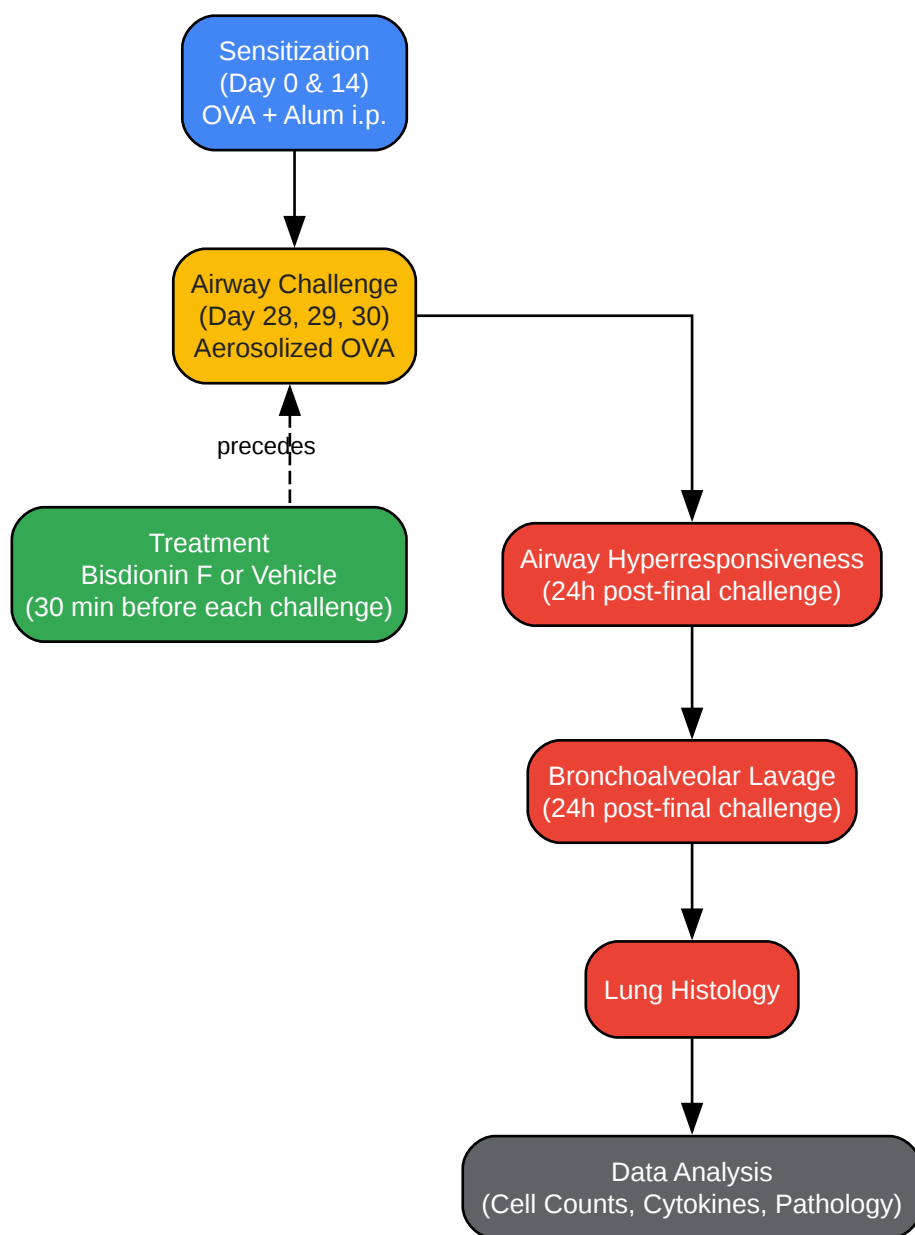 Sensitization
(Day 0 & 14)
OVA + Alum i.p.
Airway Challenge
(Day 28, 29, 30)
Aerosolized OVA
precedes
Treatment
Bisdionin F or Vehicle
(30 min before each challenge)
Airway Hyperresponsiveness
(24h post-final challenge)
Bronchoalveolar Lavage
(24h post-final challenge)
Lung Histology
Data Analysis
(Cell Counts, Cytokines, Pathology)